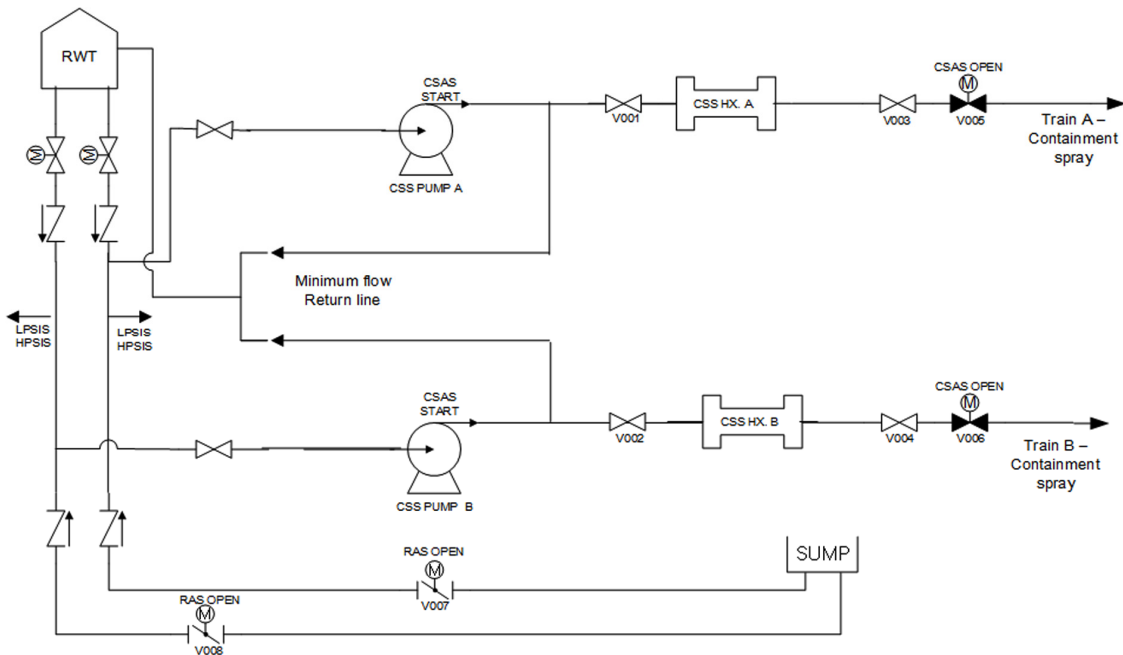 RWT
M
M
CSAS
START
CSS PUMP A
V001
CSS HX. A
V003
CSAS OPEN
M
V005
Train A –
Containment
spray
Minimum flow
Return line
LPSIS
HPSIS
LPSIS
HPSIS
CSAS
START
CSS PUMP B
V002
CSS HX. B
V004
CSAS OPEN
M
V006
Train B –
Containment
spray
SUMP
RAS OPEN
M
V007
RAS OPEN
M
V008